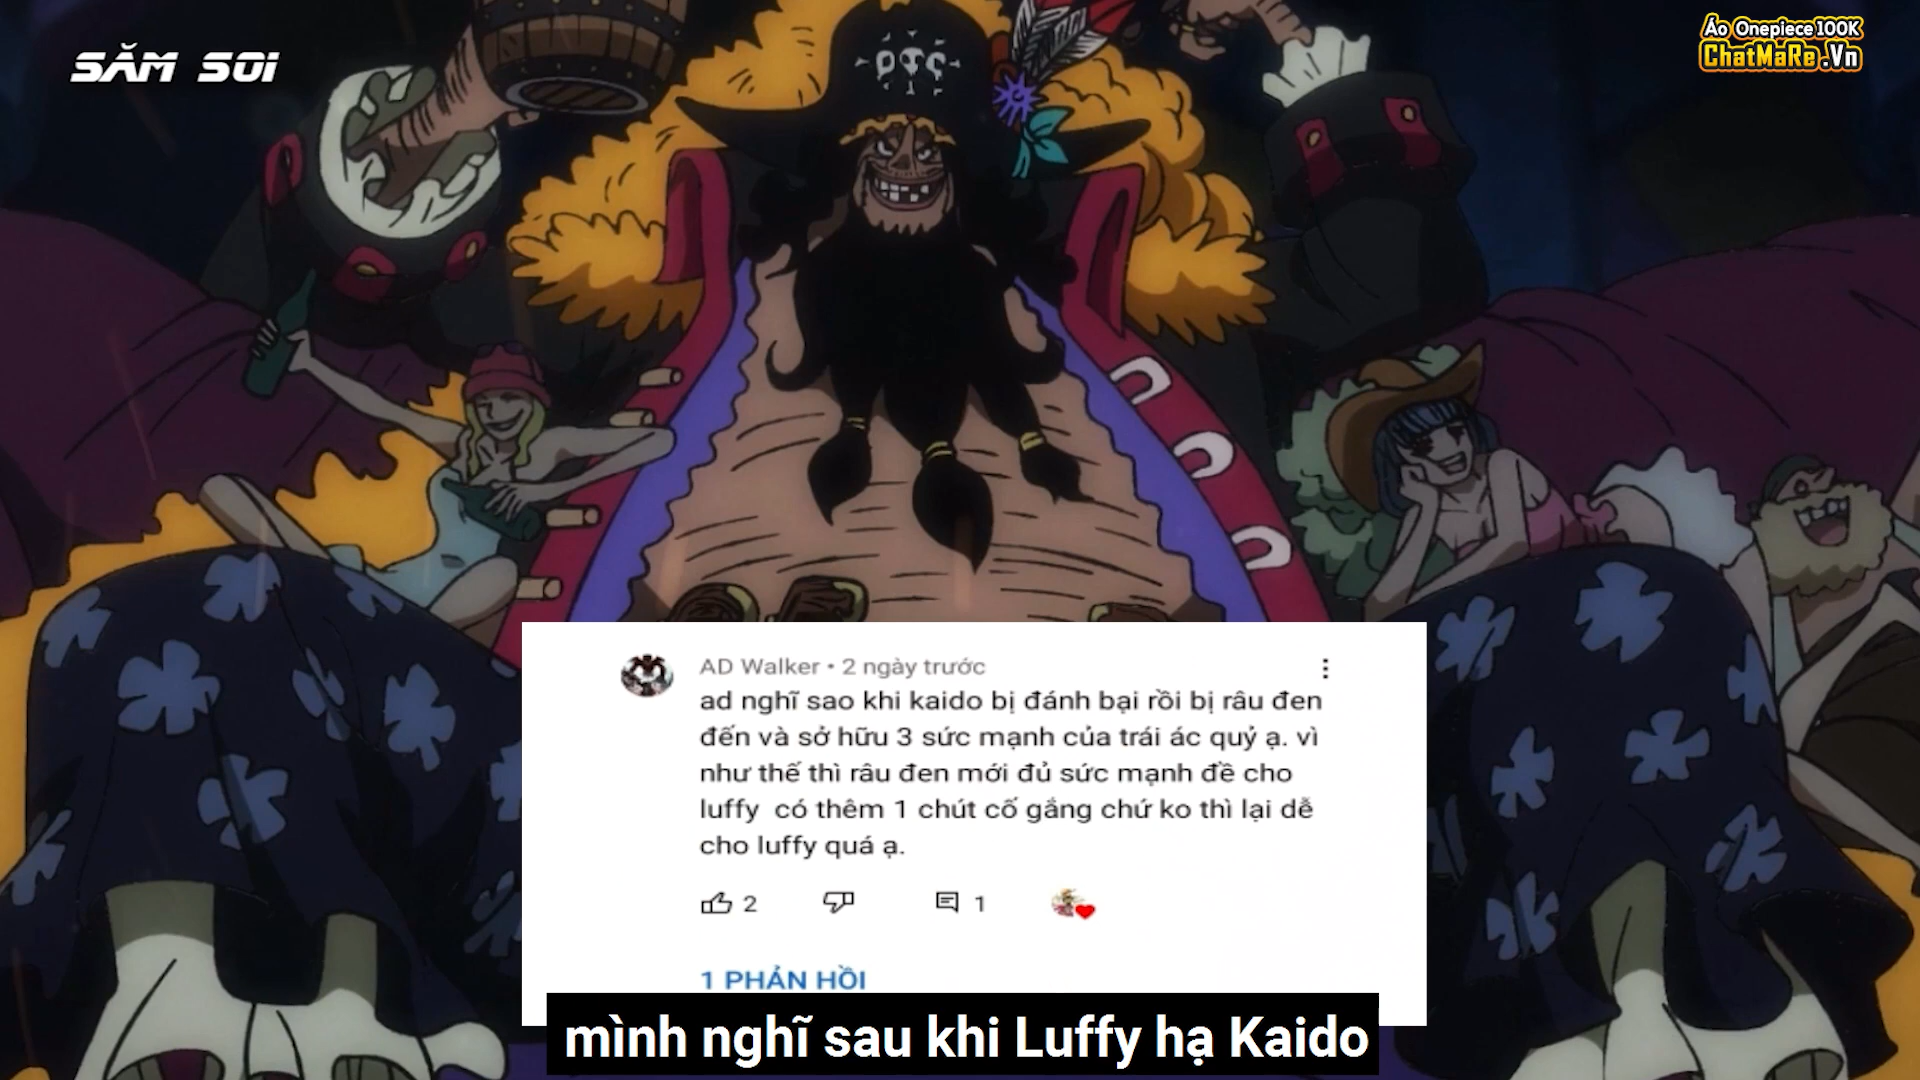 SĂM SOI
Áo Onepiece 100K
ChatMaRe.Vn
AD Walker • 2 ngày trước
ad nghĩ sao khi kaido bị đánh bại rồi bị râu đen
đến và sở hữu 3 sức mạnh của trái ác quỷ ạ. vì
như thế thì râu đen mới đủ sức mạnh đề cho
luffy có thêm 1 chút cố gắng chứ ko thì lại dễ
cho luffy quá ạ.
2 1
1 PHẢN HỒI
mình nghĩ sau khi Luffy hạ Kaido